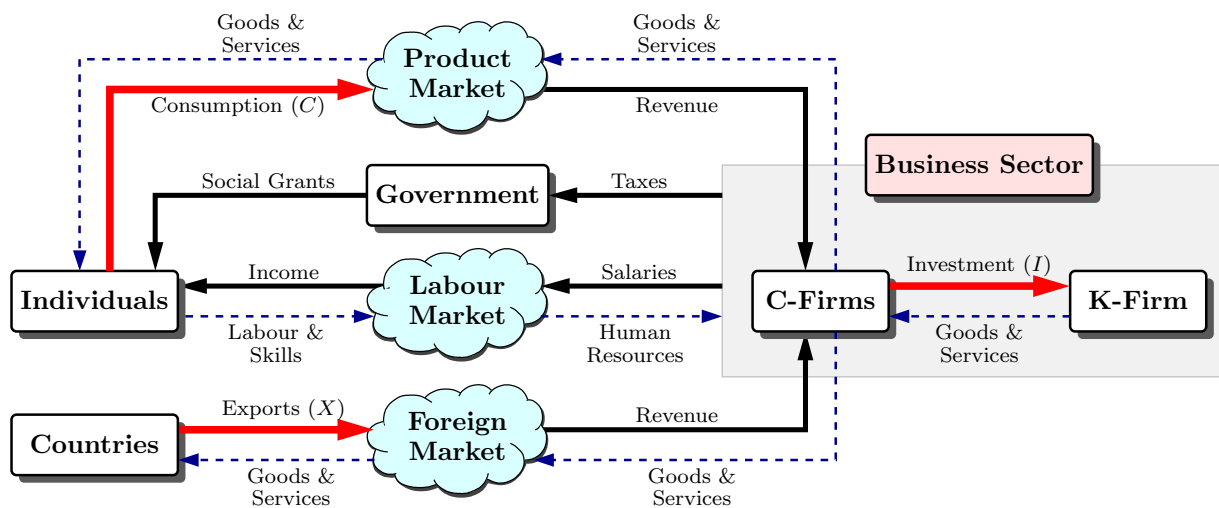 Goods &
Services
Product
Market
Goods &
Services
Consumption (C)
Revenue
Business Sector
Social Grants
Government
Taxes
Individuals
Income
Labour
Market
Salaries
C-Firms
Investment (I)
K-Firm
Labour &
Skills
Human
Resources
Goods &
Services
Countries
Exports (X)
Foreign
Market
Revenue
Goods &
Services
Goods &
Services